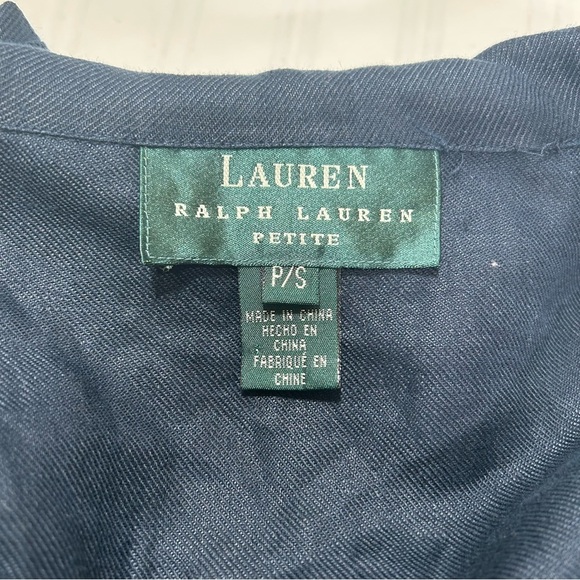 LAUREN
RALPH LAUREN
PETITE
P/S
MADE IN CHINA
HECHO EN
CHINA
FABRIQUÉ EN
CHINE